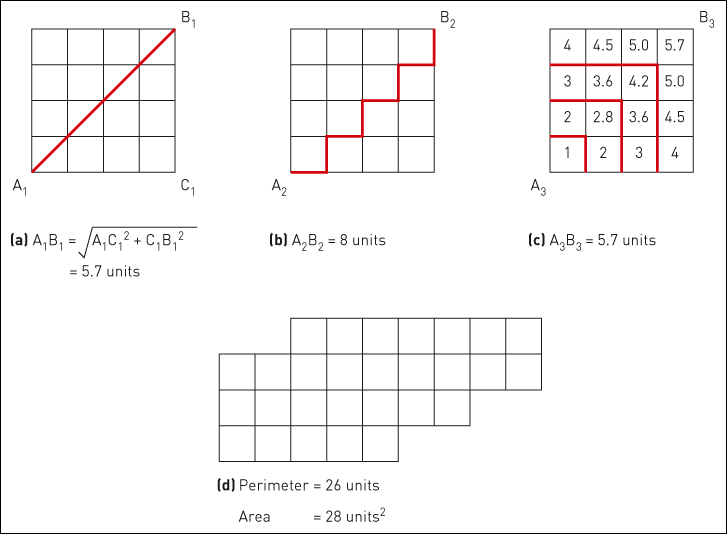 B₁
A₁
C₁
(a) A₁B₁ = √A₁C₁² + C₁B₁²
= 5.7 units
B₂
A₂
(b) A₂B₂ = 8 units
B₃
4 4.5 5.0 5.7
3 3.6 4.2 5.0
2 2.8 3.6 4.5
1 2 3 4
A₃
(c) A₃B₃ = 5.7 units
(d) Perimeter = 26 units
Area = 28 units²